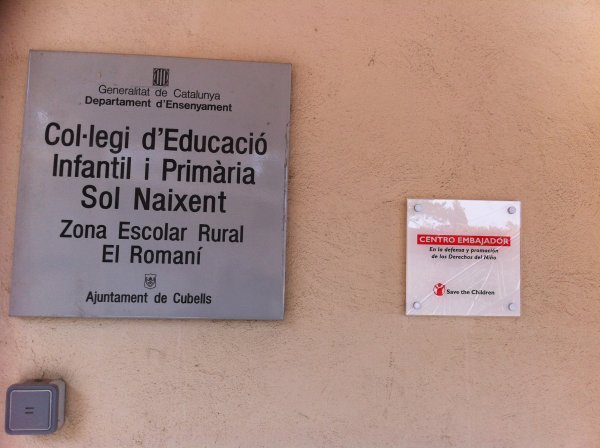 Generalitat de Catalunya
Departament d'Ensenyament
Col·legi d'Educació
Infantil i Primària
Sol Naixent
Zona Escolar Rural
El Romaní
Ajuntament de Cubells
CENTRO EMBAJADOR
En la defensa y promoción
de los Derechos del Niño
Save the Children